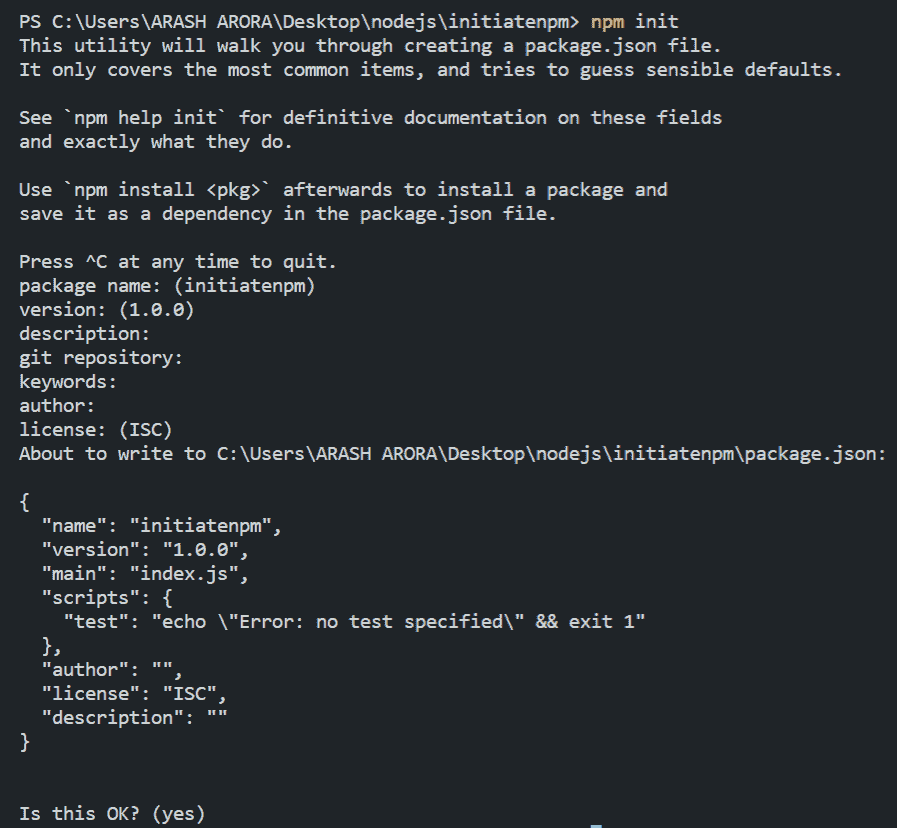 PS C:\Users\ARASH ARORA\Desktop\nodejs\initiatenpm> npm init
This utility will walk you through creating a package.json file.
It only covers the most common items, and tries to guess sensible defaults.

See `npm help init` for definitive documentation on these fields
and exactly what they do.

Use `npm install <pkg>` afterwards to install a package and
save it as a dependency in the package.json file.

Press ^C at any time to quit.
package name: (initiatenpm)
version: (1.0.0)
description:
git repository:
keywords:
author:
license: (ISC)
About to write to C:\Users\ARASH ARORA\Desktop\nodejs\initiatenpm\package.json:

{
  "name": "initiatenpm",
  "version": "1.0.0",
  "main": "index.js",
  "scripts": {
    "test": "echo \"Error: no test specified\" && exit 1"
  },
  "author": "",
  "license": "ISC",
  "description": ""
}

Is this OK? (yes)